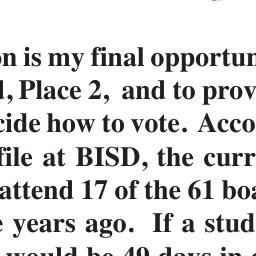 on is my final opportun
l, Place 2, and to prov
cide how to vote. Acco
file at BISD, the curr
attend 17 of the 61 boa
e years ago. If a stud
would be 49 days in